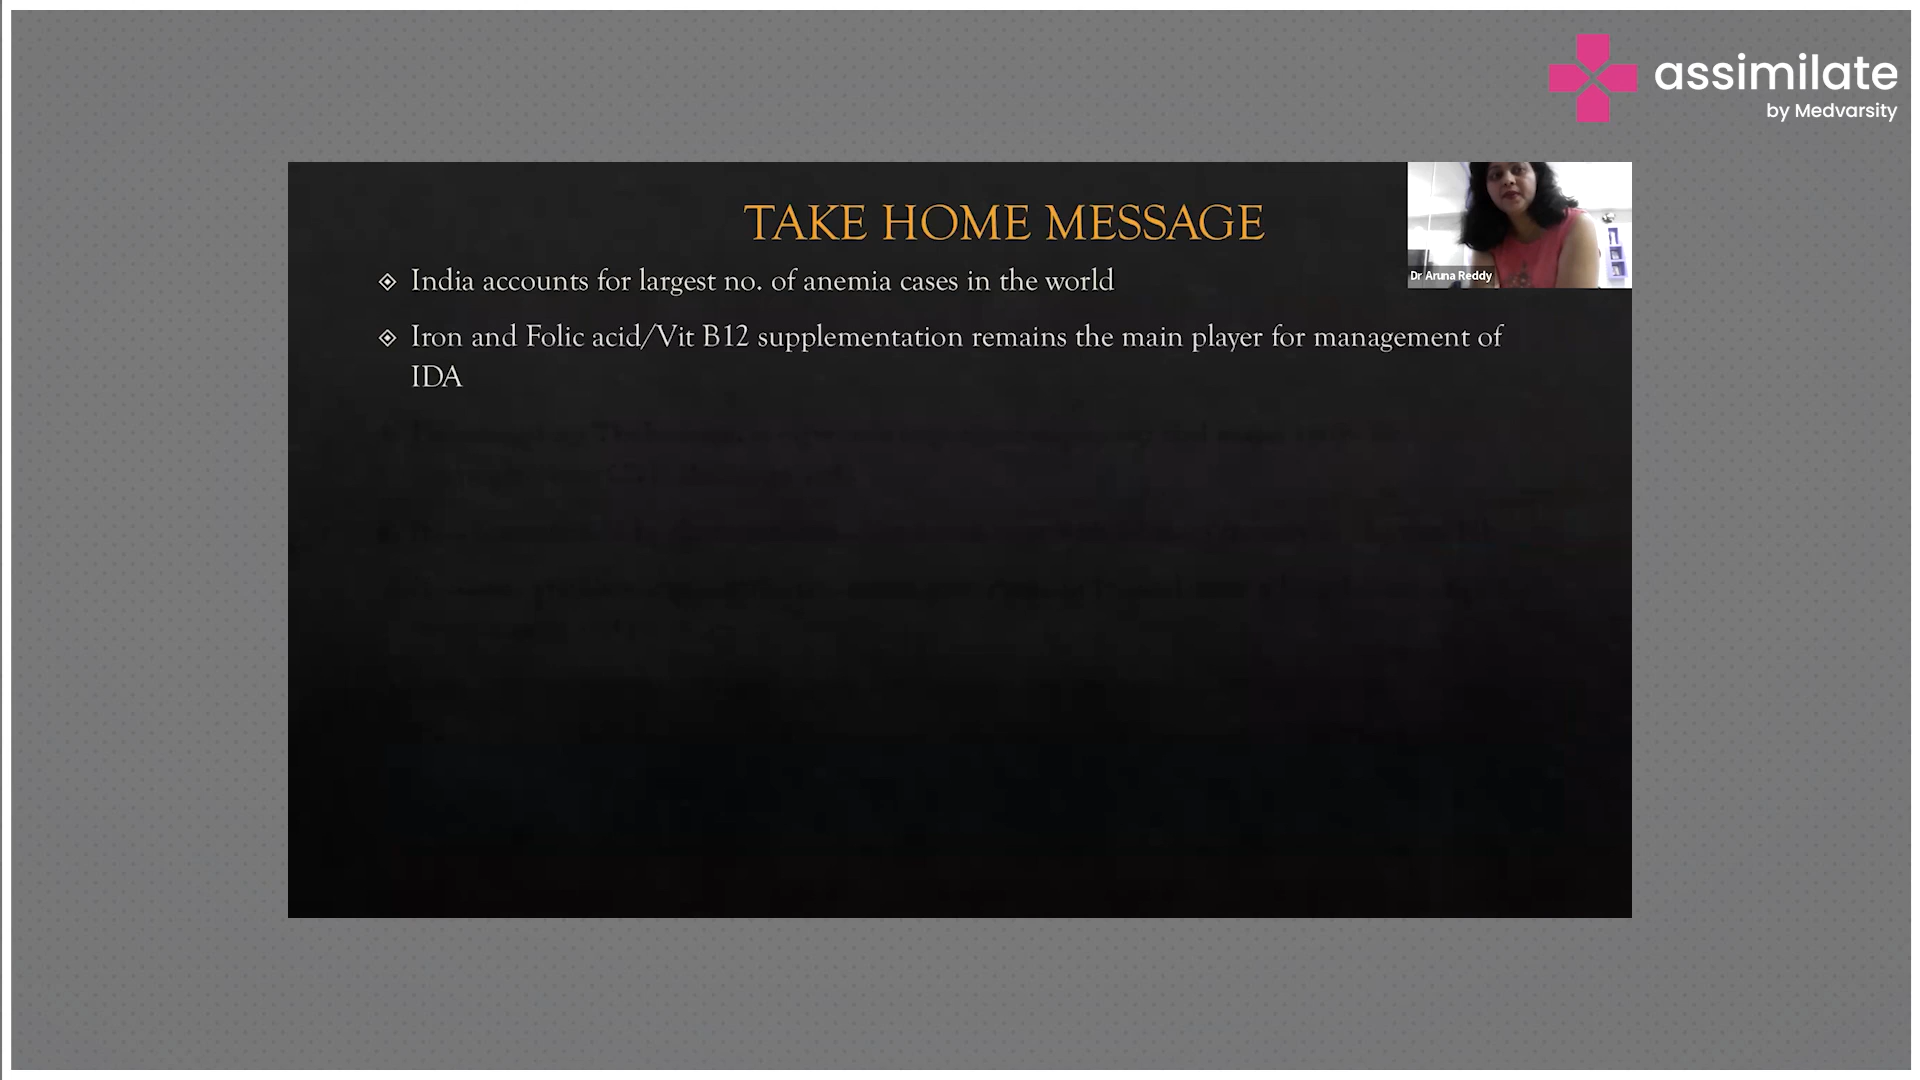 assimilate
by Medvarsity
TAKE HOME MESSAGE
Dr Aruna Reddy
India accounts for largest no. of anemia cases in the world
Iron and Folic acid/Vit B12 supplementation remains the main player for management of
IDA